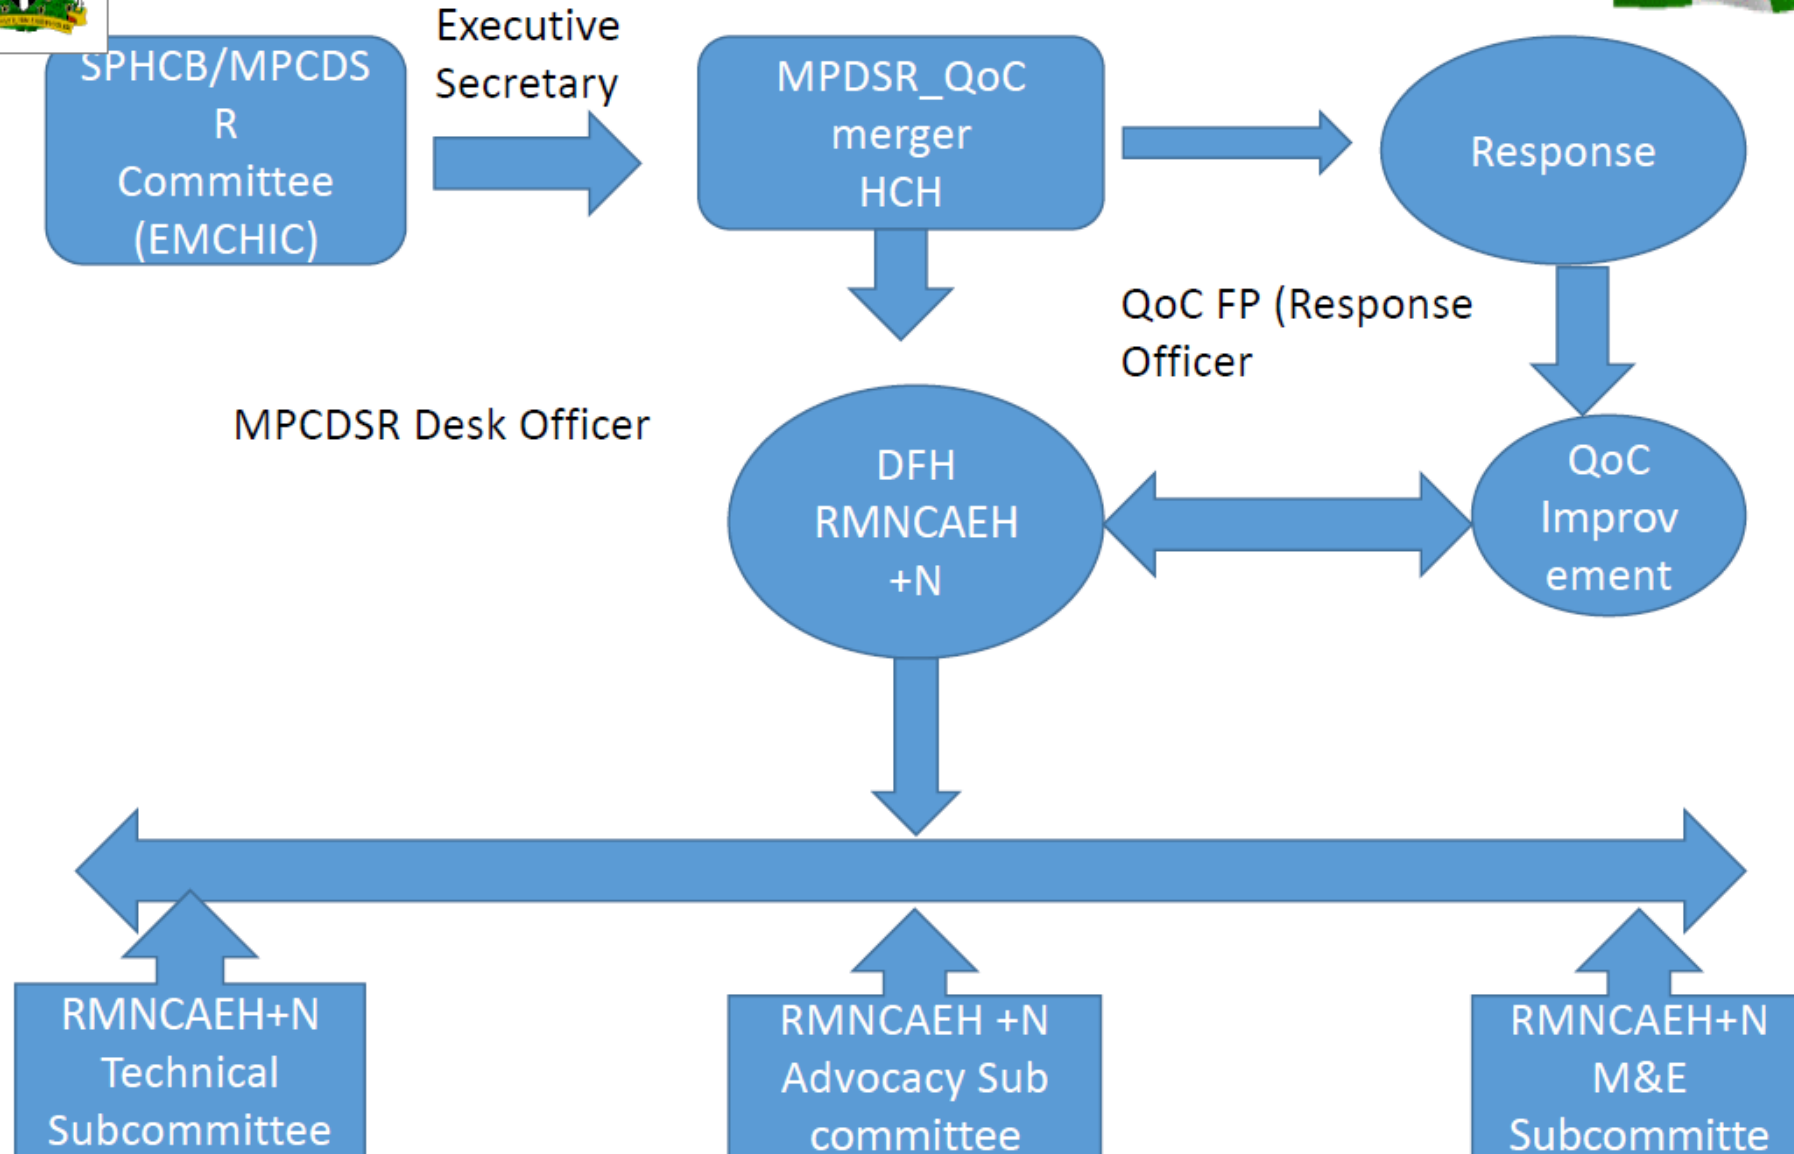 Executive
Secretary
SPHCB/MPCDS
R
Committee
(EMCHIC)
MPDSR_QoC
merger
HCH
Response
QoC FP (Response
Officer
MPCDSR Desk Officer
DFH
RMNCAEH
+N
QoC
Improv
ement
RMNCAEH+N
Technical
Subcommittee
RMNCAEH +N
Advocacy Sub
committee
RMNCAEH+N
M&E
Subcommitte